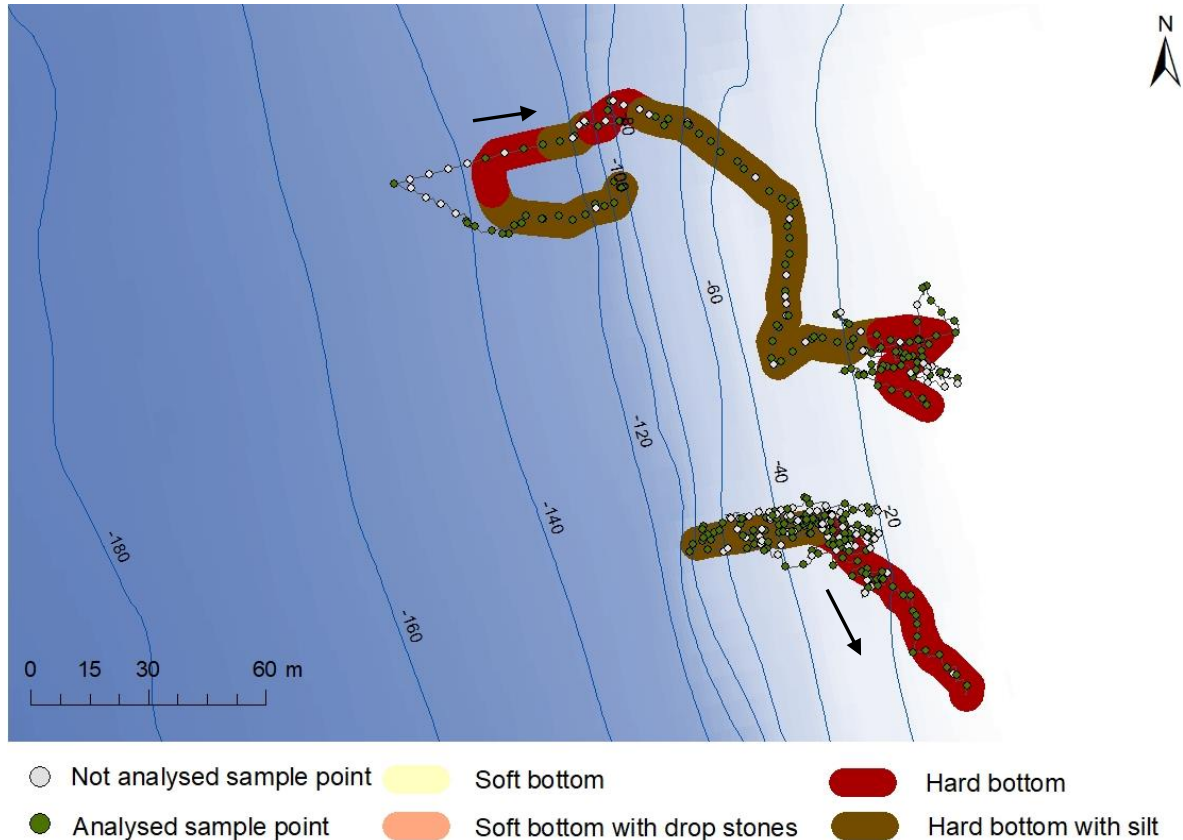 N
-80
-100
-60
-120
-40
-20
-140
-180
-160
0 15 30 60 m
Not analysed sample point Soft bottom Hard bottom
Analysed sample point Soft bottom with drop stones Hard bottom with silt